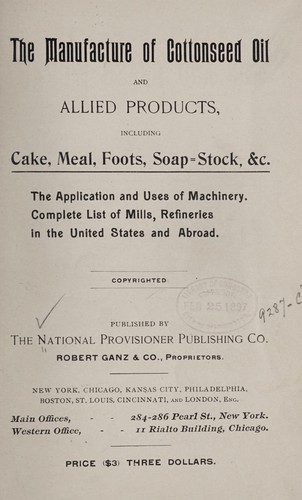 The Manufacture of Cottonseed Oil
AND
ALLIED PRODUCTS,
INCLUDING
Cake, Meal, Foots, Soap=Stock, &c.
The Application and Uses of Machinery.
Complete List of Mills, Refineries
in the United States and Abroad.
COPYRIGHTED.
PUBLISHED BY
THE NATIONAL PROVISIONER PUBLISHING CO.
ROBERT GANZ & CO., PROPRIETORS.
NEW YORK, CHICAGO, KANSAS CITY, PHILADELPHIA,
BOSTON, ST. LOUIS, CINCINNATI, AND LONDON, ENG.
Main Offices, - - 284-286 Pearl St., New York.
Western Office, - - 11 Rialto Building, Chicago.
PRICE ($3) THREE DOLLARS.